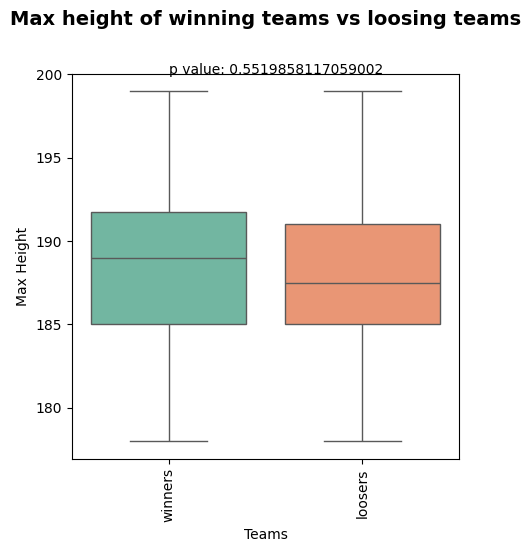 Max height of winning teams vs loosing teams
p value: 0.5519858117059002
200
195
190
185
180
Max Height
winners
loosers
Teams